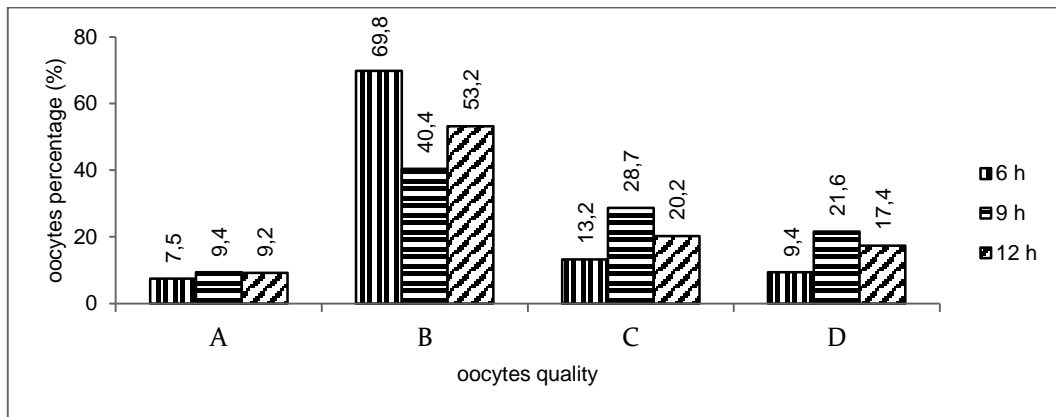 oocytes percentage (%)
80
60
40
20
0
7,5
9,4
9,2
69,8
40,4
53,2
13,2
28,7
20,2
9,4
21,6
17,4
A
B
C
D
oocytes quality
6 h
9 h
12 h